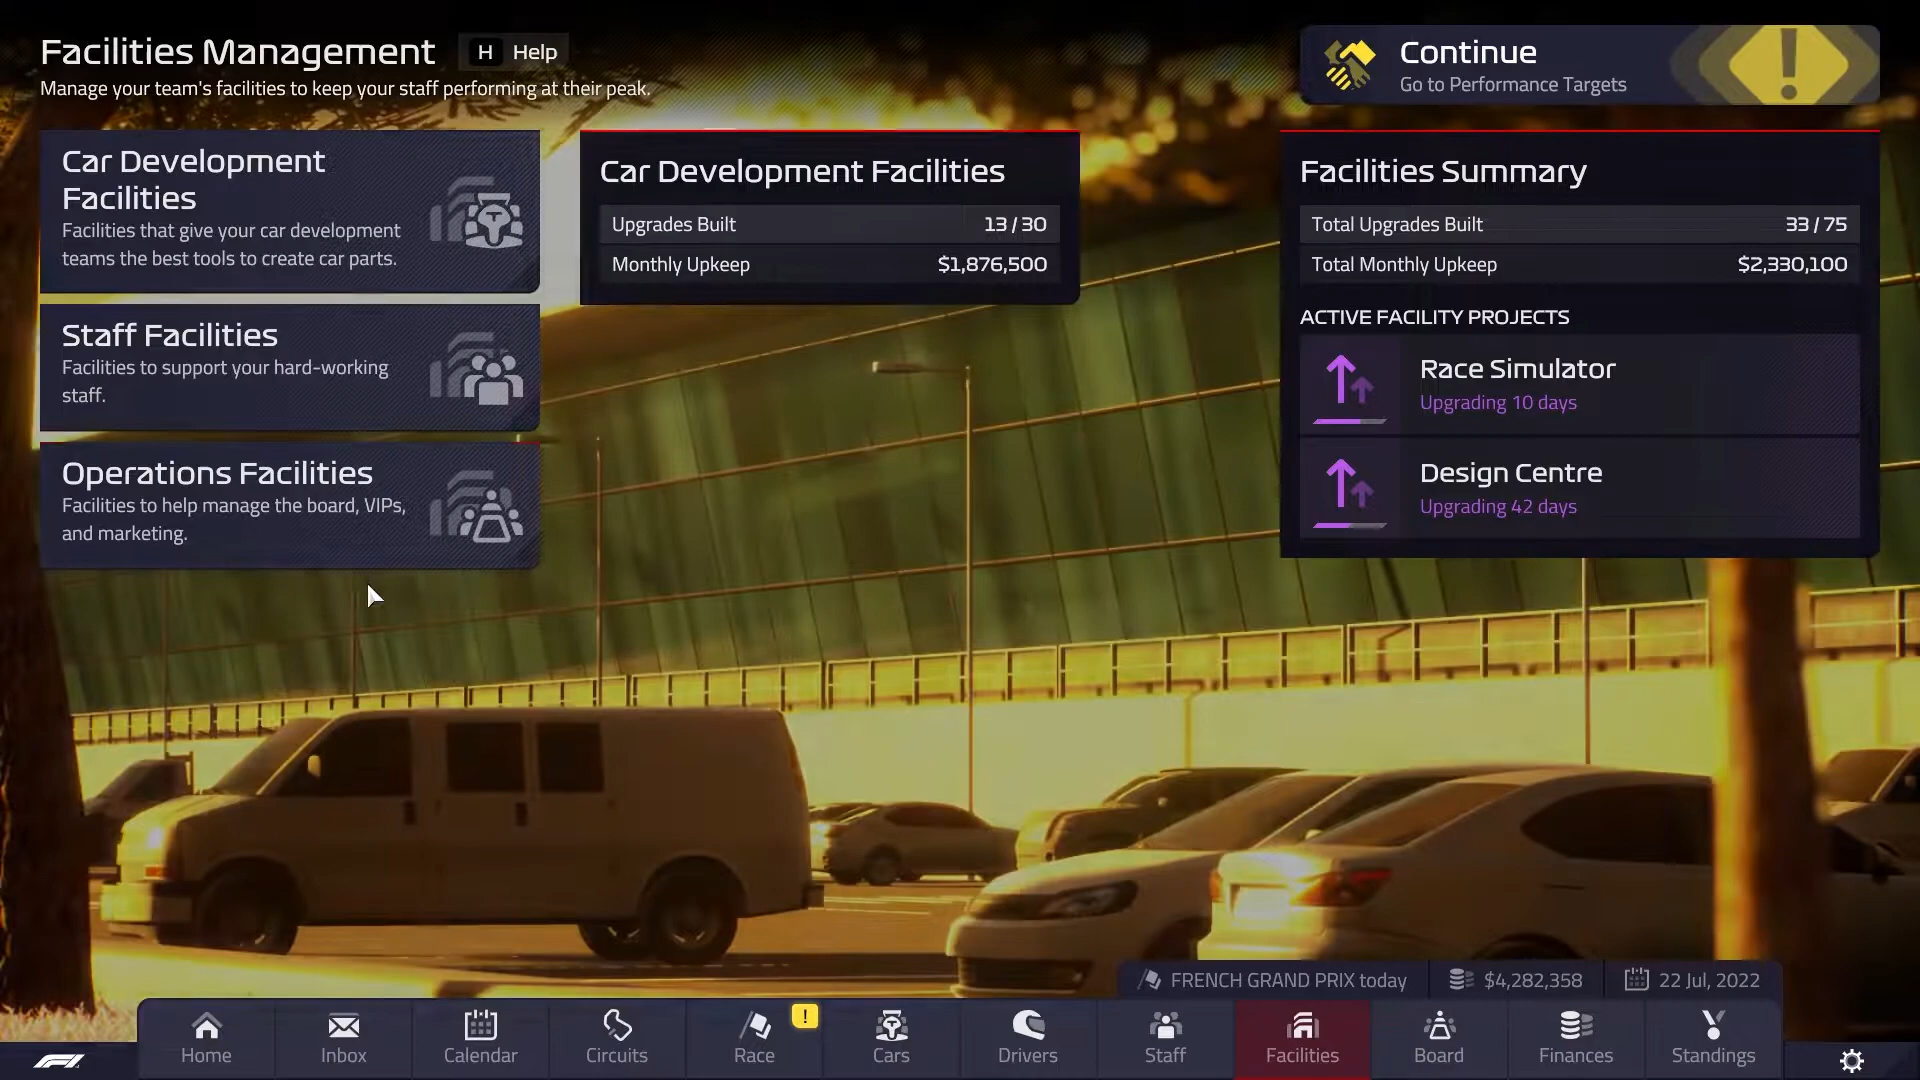 Facilities Management
H Help
Manage your team's facilities to keep your staff performing at their peak.
Continue
Go to Performance Targets
Car Development
Facilities
Facilities that give your car development
teams the best tools to create car parts.
Staff Facilities
Facilities to support your hard-working
staff.
Operations Facilities
Facilities to help manage the board, VIPs,
and marketing.
Car Development Facilities
Upgrades Built 13 / 30
Monthly Upkeep $1,876,500
Facilities Summary
Total Upgrades Built 33 / 75
Total Monthly Upkeep $2,330,100
ACTIVE FACILITY PROJECTS
Race Simulator
Upgrading 10 days
Design Centre
Upgrading 42 days
FRENCH GRAND PRIX today $4,282,358 22 Jul, 2022
Home Inbox Calendar Circuits Race ! Cars Drivers Staff Facilities Board Finances Standings